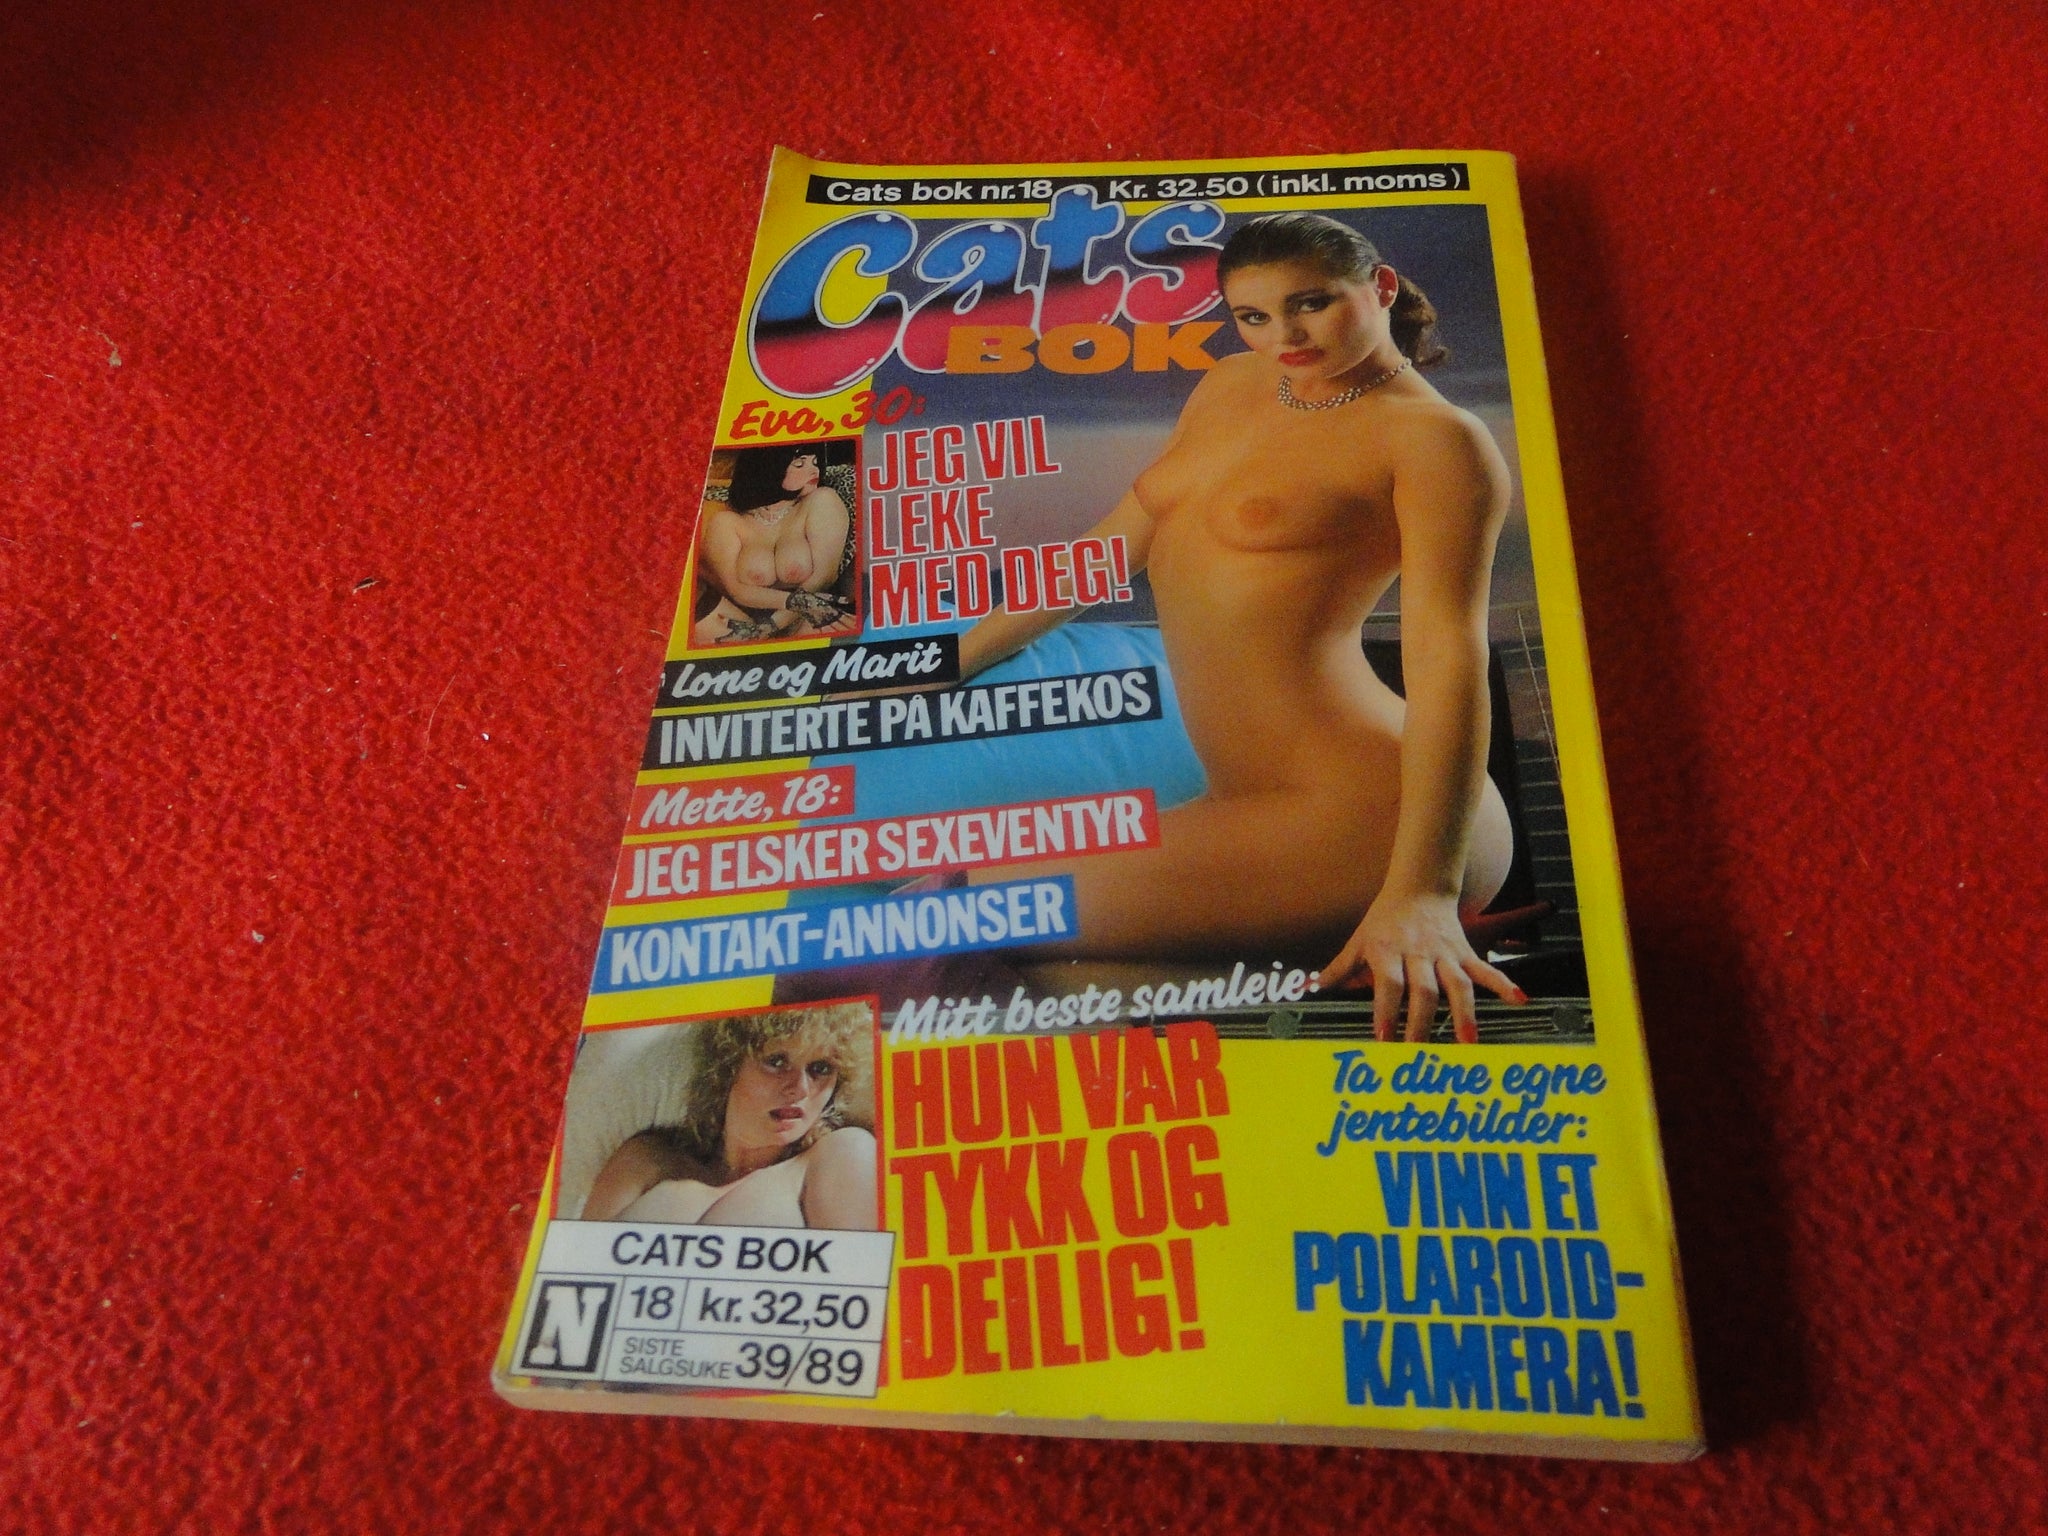 Cats bok nr. 18 Kr. 32.50 (inkl. moms)
Cats
BOK
Eva, 30:
JEG VIL
LEKE
MED DEG!
Lone og Marit
INVITERTE PÅ KAFFEKOS
Mette, 18:
JEG ELSKER SEXEVENTYR
KONTAKT-ANNONSER
Mitt beste samleie:
HUN VAR
TYKK OG
DEILIG!
Ta dine egne
jentebilder:
VINN ET
POLAROID-
KAMERA!
CATS BOK
N 18 kr. 32,50
SISTE
SALGSUKE 39/89